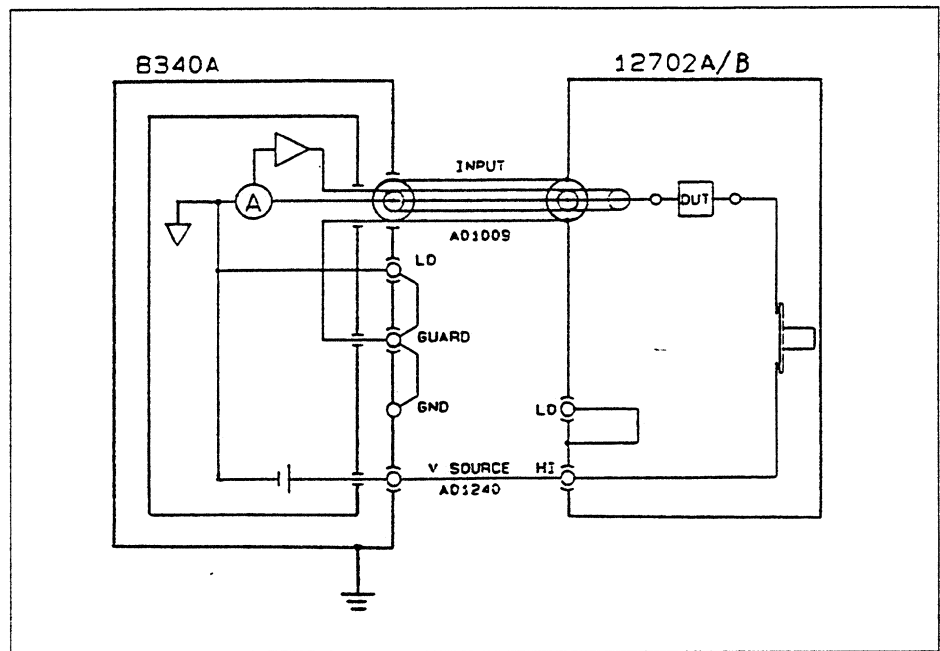 8340A
12702A/B
INPUT
A
DUT
A01009
LO
GUARD
GND
LO
V SOURCE
HI
A01240